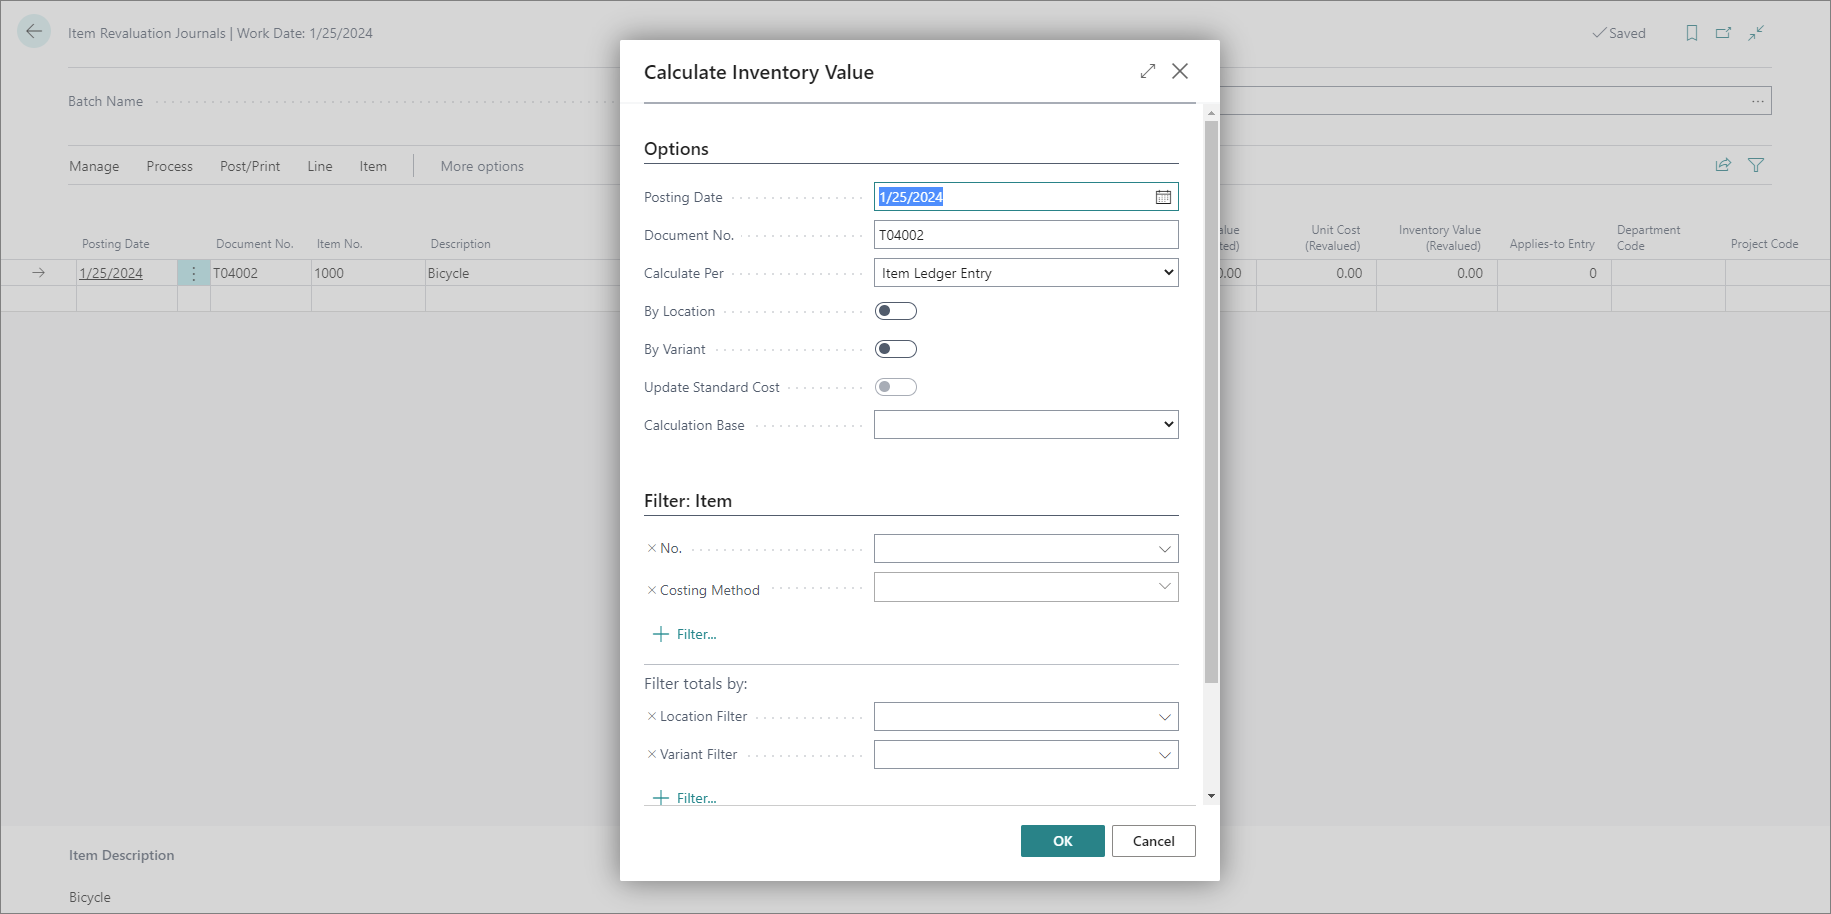 Item Revaluation Journals | Work Date: 1/25/2024
Saved
Batch Name
...
Manage Process Post/Print Line Item More options
Posting Date Document No. Item No. Description
Unit Cost (Revalued)
Inventory Value (Revalued)
Applies-to Entry
Department Code
Project Code
1/25/2024 T04002 1000 Bicycle 0.00 0.00 0.00 0
Calculate Inventory Value
Options
Posting Date 1/25/2024
Document No. T04002
Calculate Per Item Ledger Entry
By Location
By Variant
Update Standard Cost
Calculation Base
Filter: Item
No.
Costing Method
Filter...
Filter totals by:
Location Filter
Variant Filter
Filter...
OK Cancel
Item Description
Bicycle